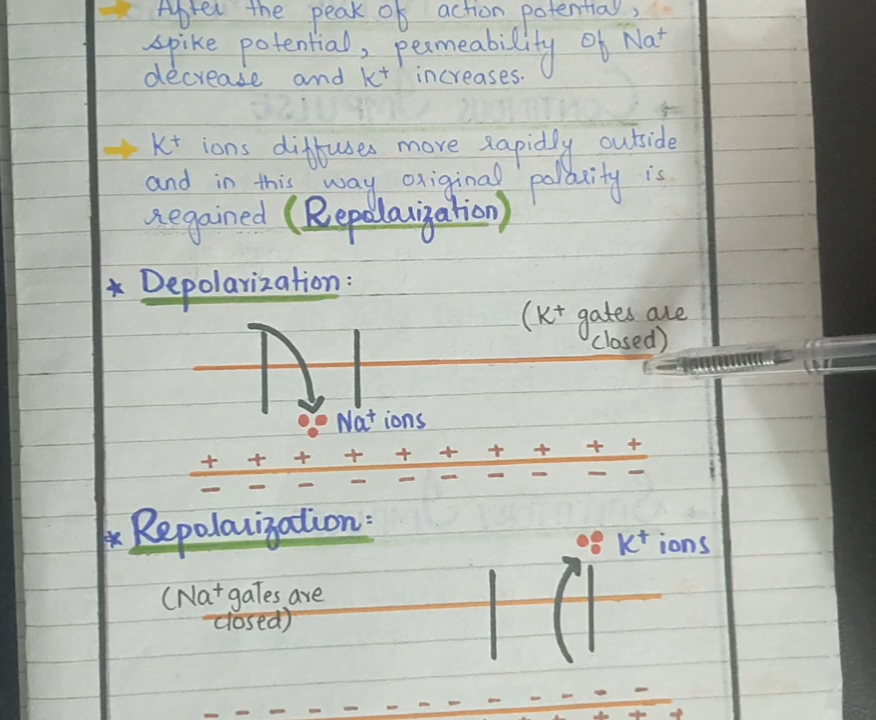 After the peak of action potential,
spike potential, permeability of Na+
decrease and K+ increases.
K+ ions diffuses more rapidly outside
and in this way original polarity is
regained (Repolarization)
* Depolarization:
(K+ gates are
closed)
Na+ ions
+ + + + + + + + + +
- - - - - - - - - -
* Repolarization:
K+ ions
(Na+ gates are
closed)
- - - - - - - - - -
+ + +